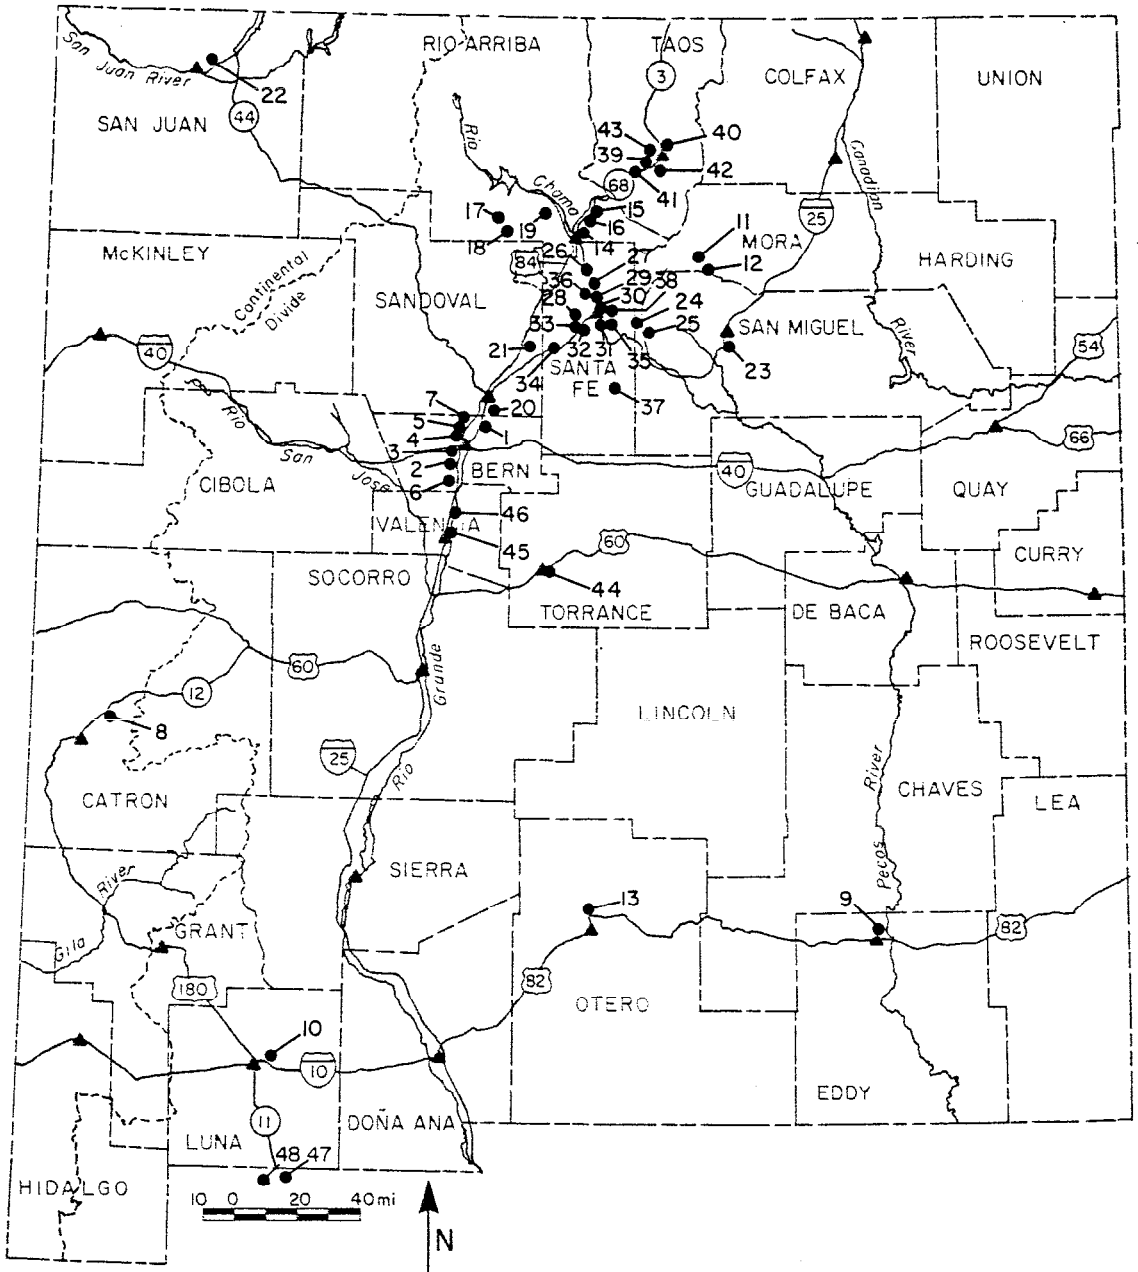 RIO ARRIBA
TAOS
COLFAX
UNION
San Juan River
3
22
44
SAN JUAN
43
40
39
42
68
41
Rio Chama
Canadian River
17
19
18
15
16
14
11
MORA
12
25
HARDING
McKINLEY
Continental Divide
84
26
27
36
29
30
38
28
24
SANDOVAL
33
25
SAN MIGUEL
40
21
32
31
35
23
54
34
SANTA FE
37
7
20
5
4
1
3
66
Rio San Jose
2
BERN
40
6
CIBOLA
GUADALUPE
QUAY
VALENCIA
46
45
60
CURRY
SOCORRO
44
TORRANCE
DE BACA
ROOSEVELT
60
Rio Grande
12
8
LINCOLN
25
CATRON
Pecos River
CHAVES
LEA
SIERRA
Gila River
13
9
GRANT
82
180
82
OTERO
10
10
EDDY
11
LUNA
DOÑA ANA
48
47
HIDALGO
10 0 20 40 mi
N